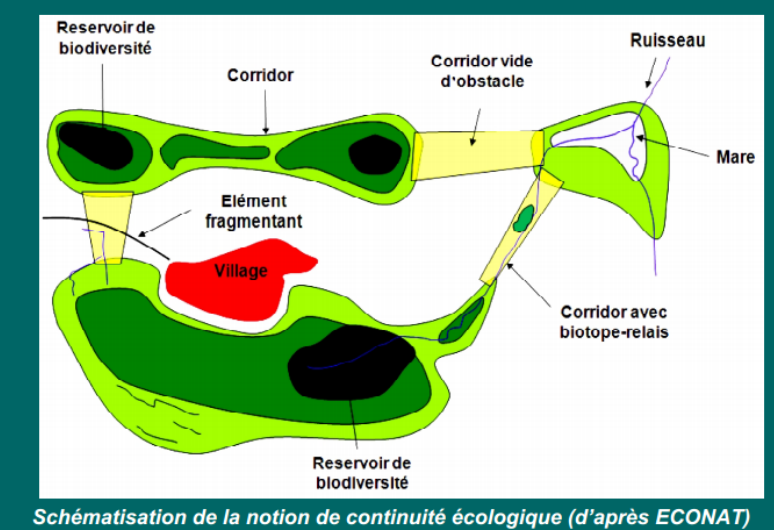 Reservoir de
biodiversité
Corridor
Corridor vide
d'obstacle
Ruisseau
Mare
Elément
fragmentant
Village
Corridor avec
biotope-relais
Reservoir de
biodiversité
Schématisation de la notion de continuité écologique (d'après ECONAT)